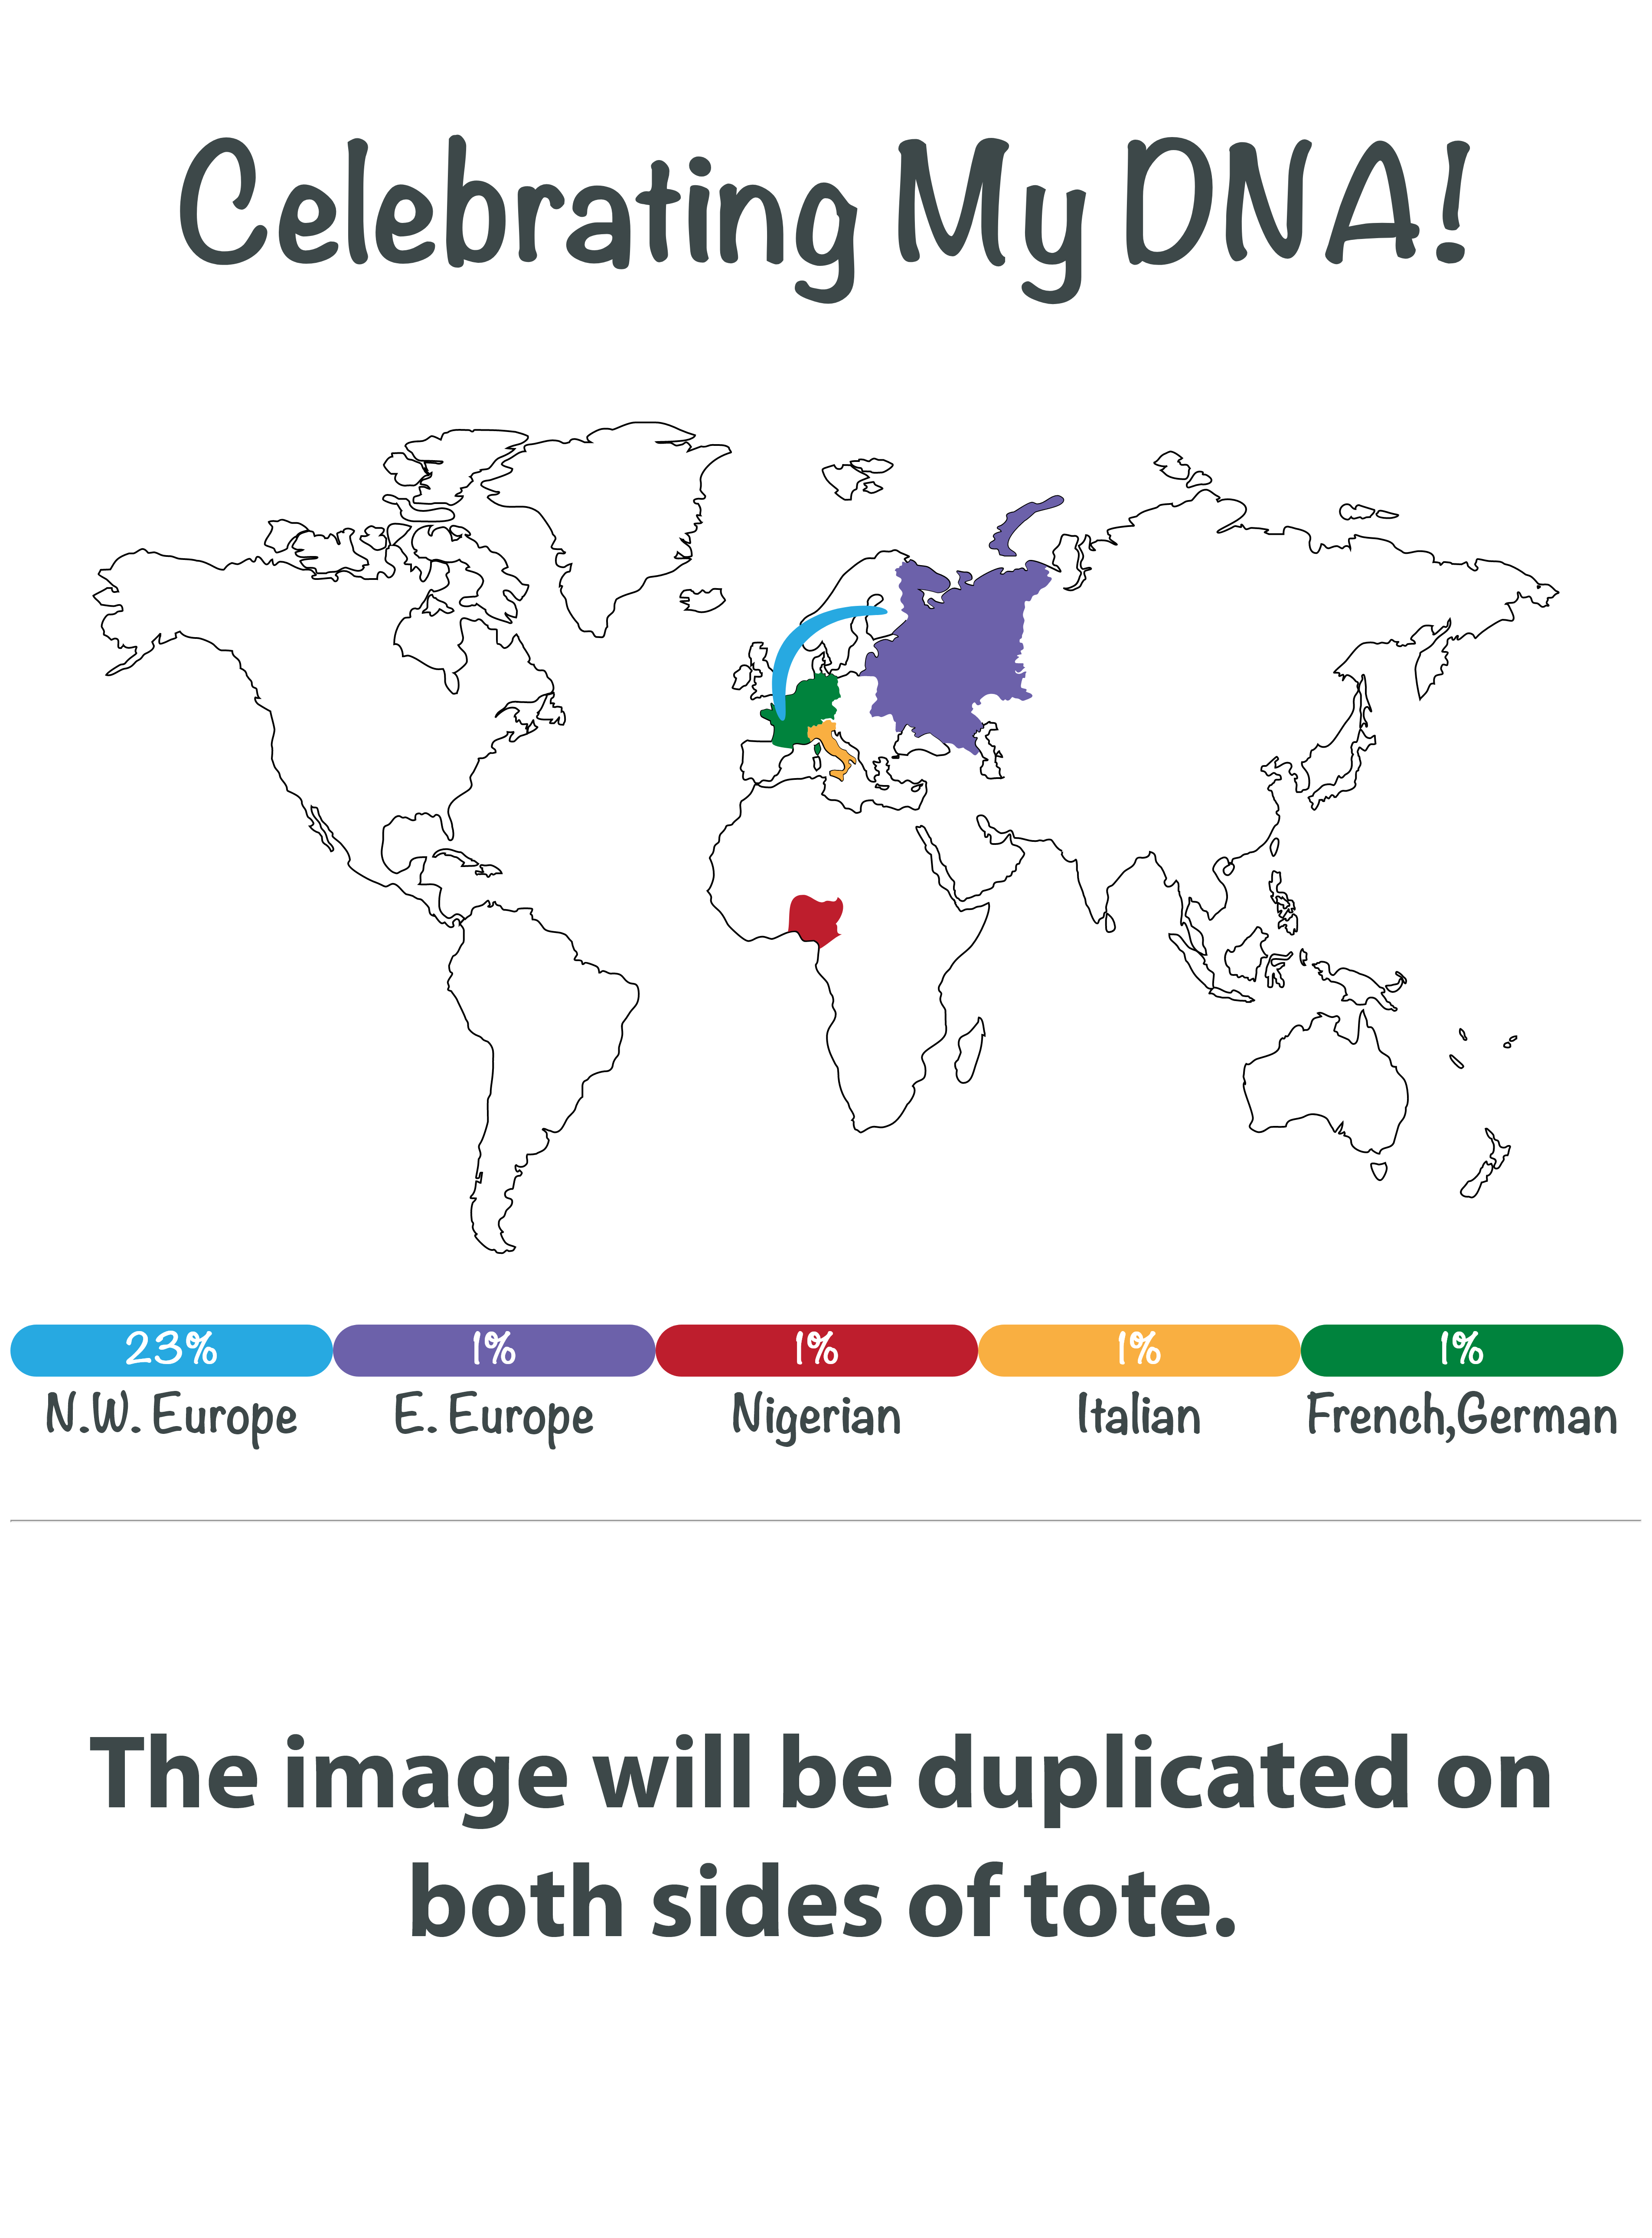 Celebrating My DNA!
23% 1% 1% 1% 1%
N.W. Europe E. Europe Nigerian Italian French,German
The image will be duplicated on
both sides of tote.